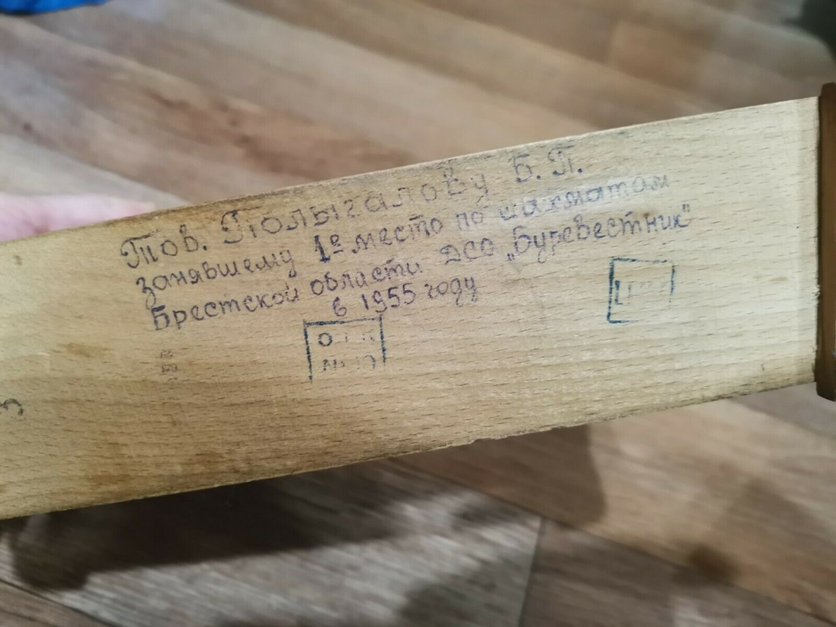 Тов. Полыгалову Б. П.
занявшему 1е место по шахматам
Брестской области ДСО „Буревестник"
в 1955 году